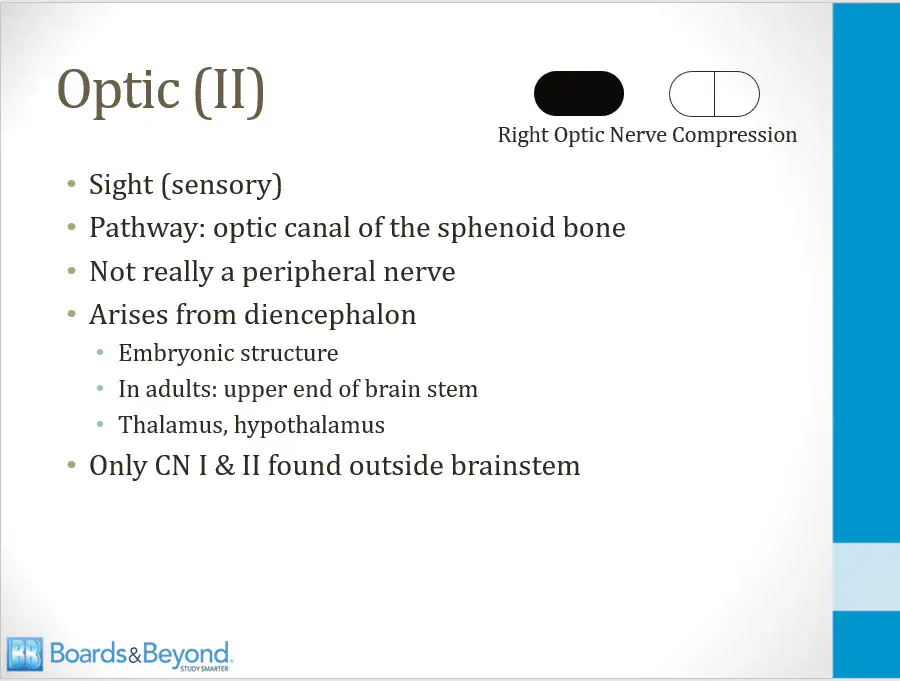 Optic (II)
Right Optic Nerve Compression
• Sight (sensory)
• Pathway: optic canal of the sphenoid bone
• Not really a peripheral nerve
• Arises from diencephalon
• Embryonic structure
• In adults: upper end of brain stem
• Thalamus, hypothalamus
• Only CN I & II found outside brainstem
BB Boards&Beyond.
STUDY SMARTER